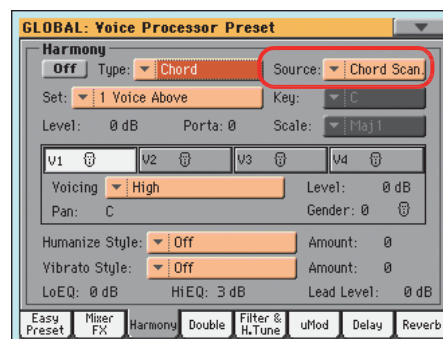 GLOBAL: Voice Processor Preset
Harmony
Off Type: Chord Source: Chord Scan
Set: 1 Voice Above Key: C
Level: 0 dB Porta: 0 Scale: Maj1
V1 V2 V3 V4
Voicing High Level: 0 dB
Pan: C Gender: 0
Humanize Style: Off Amount: 0
Vibrato Style: Off Amount: 0
LoEQ: 0 dB HiEQ: 3 dB Lead Level: 0 dB
Easy Preset Mixer FX Harmony Double Filter & H.Tune uMod Delay Reverb